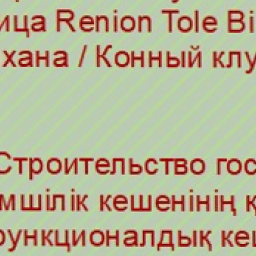 ица Renion Tole Bi
хана / Конный клу
Строительство гос
мшілік кешенінің қ
функционалдық ке